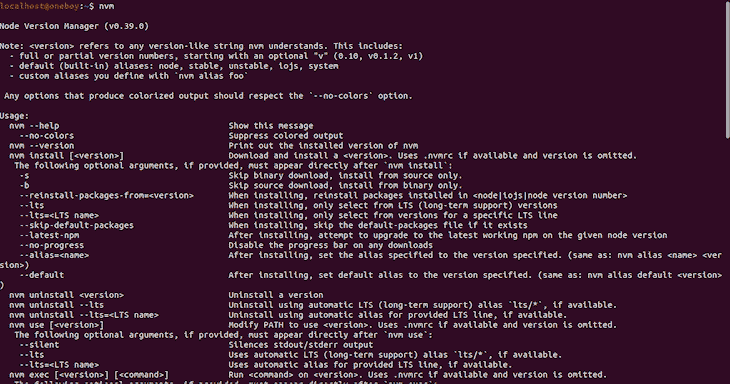 localhost@oneboy:~$ nvm
Node Version Manager (v0.39.0)
Note: <version> refers to any version-like string nvm understands. This includes:
- full or partial version numbers, starting with an optional "v" (0.10, v0.1.2, v1)
- default (built-in) aliases: node, stable, unstable, iojs, system
- custom aliases you define with `nvm alias foo`
Any options that produce colorized output should respect the `--no-colors` option.
Usage:
nvm --help Show this message
--no-colors Suppress colored output
nvm --version Print out the installed version of nvm
nvm install [<version>] Download and install a <version>. Uses .nvmrc if available and version is omitted.
The following optional arguments, if provided, must appear directly after `nvm install`:
-s Skip binary download, install from source only.
-b Skip source download, install from binary only.
--reinstall-packages-from=<version> When installing, reinstall packages installed in <node|iojs|node version number>
--lts When installing, only select from LTS (long-term support) versions
--lts=<LTS name> When installing, only select from versions for a specific LTS line
--skip-default-packages When installing, skip the default-packages file if it exists
--latest-npm After installing, attempt to upgrade to the latest working npm on the given node version
--no-progress Disable the progress bar on any downloads
--alias=<name> After installing, set the alias specified to the version specified. (same as: nvm alias <name> <ver
sion>)
--default After installing, set default alias to the version specified. (same as: nvm alias default <version>
)
nvm uninstall <version> Uninstall a version
nvm uninstall --lts Uninstall using automatic LTS (long-term support) alias `lts/*`, if available.
nvm uninstall --lts=<LTS name> Uninstall using automatic alias for provided LTS line, if available.
nvm use [<version>] Modify PATH to use <version>. Uses .nvmrc if available and version is omitted.
The following optional arguments, if provided, must appear directly after `nvm use`:
--silent Silences stdout/stderr output
--lts Uses automatic LTS (long-term support) alias `lts/*`, if available.
--lts=<LTS name> Uses automatic alias for provided LTS line, if available.
nvm exec [<version>] [<command>] Run <command> on <version>. Uses .nvmrc if available and version is omitted.